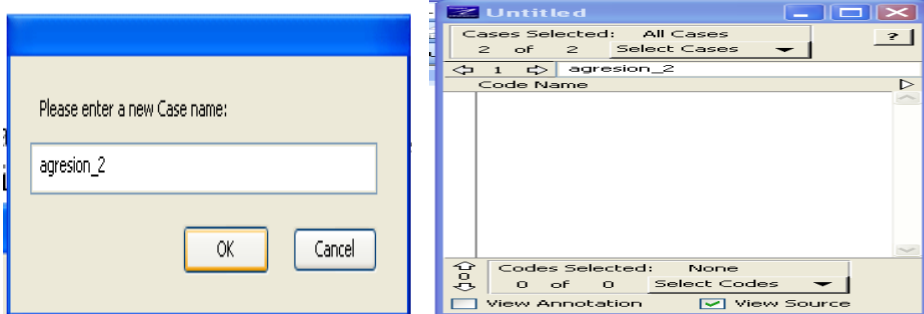 Please enter a new Case name:
agresion_2
OK
Cancel
Untitled
Cases Selected: All Cases
2 of 2 Select Cases
?
1 agresion_2
Code Name
Codes Selected: None
0
0 of 0 Select Codes
View Annotation
View Source